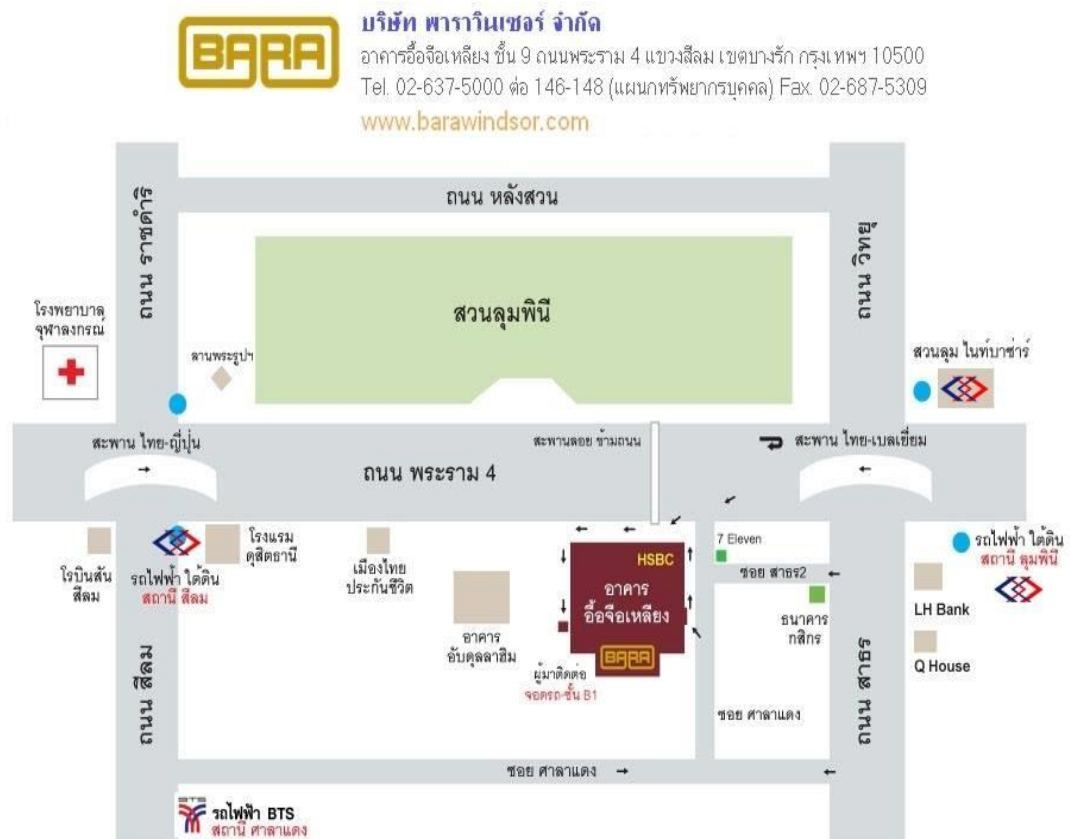 BARA
บริษัท พาราวินเซอร์ จำกัด
อาคารอื้อจือเหลียง ชั้น 9 ถนนพระราม 4 แขวงสีลม เขตบางรัก กรุงเทพฯ 10500
Tel. 02-637-5000 ต่อ 146-148 (แผนกทรัพยากรบุคคล) Fax. 02-687-5309
www.barawindsor.com
ถนน หลังสวน
ถนน ราชดำริ
ถนน วิทยุ
สวนลุมพินี
โรงพยาบาล
จุฬาลงกรณ์
ลานพระรูปฯ
สวนลุม ไนท์บาซ่าร์
สะพาน ไทย-ญี่ปุ่น
สะพานลอย ข้ามถนน
สะพาน ไทย-เบลเยี่ยม
ถนน พระราม 4
โรบินสัน
สีลม
รถไฟฟ้า ใต้ดิน
สถานี สีลม
โรงแรม
ดุสิตธานี
เมืองไทย
ประกันชีวิต
อาคาร
อับดุลลาฮิม
HSBC
อาคาร
อื้อจือเหลียง
BARA
ผู้มาติดต่อ
จอดรถ-ชั้น B1
7 Eleven
ซอย สาธร2
ธนาคาร
กสิกร
รถไฟฟ้า ใต้ดิน
สถานี ลุมพินี
LH Bank
Q House
ถนน สีลม
ถนน สาธร
ซอย ศาลาแดง
ซอย ศาลาแดง
BTS
รถไฟฟ้า BTS
สถานี ศาลาแดง